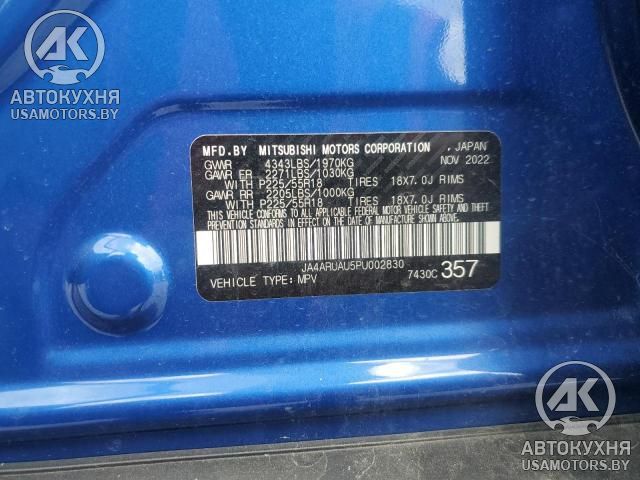 AK
АВТОКУХНЯ
USAMOTORS.BY
MFD.BY MITSUBISHI MOTORS CORPORATION , JAPAN
GVWR 4343LBS/1970KG NOV 2022
GAWR FR 2271LBS/1030KG
WITH P225/55R18 TIRES 18X7.0J RIMS
GAWR RR 2205LBS/1000KG
WITH P225/55R18 TIRES 18X7.0J RIMS
THIS VEHICLE CONFORMS TO ALL APPLICABLE FEDERAL MOTOR VEHICLE SAFETY AND THEFT
PREVENTION STANDARDS IN EFFECT ON THE DATE OF MANUFACTURE SHOWN ABOVE.
JA4ARUAU5PU002830
VEHICLE TYPE: MPV 7430C 357
AK
АВТОКУХНЯ
USAMOTORS.BY